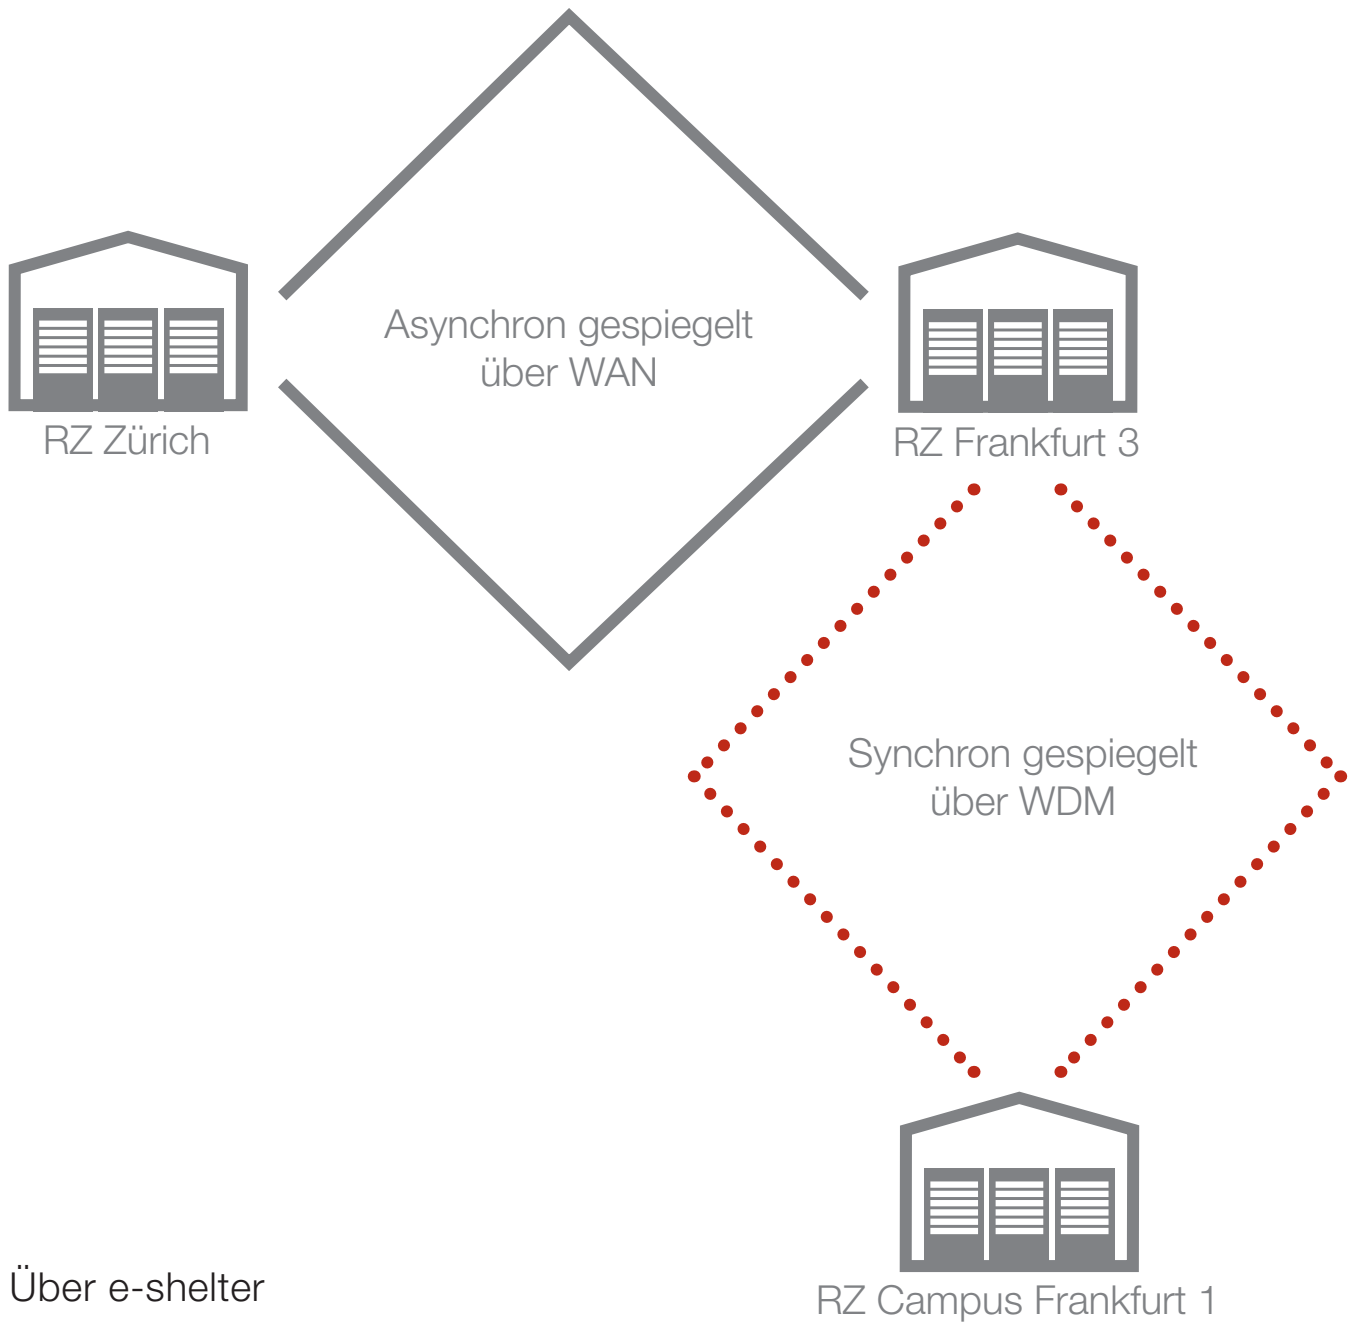 Asynchron gespiegelt
über WAN
RZ Zürich
RZ Frankfurt 3
Synchron gespiegelt
über WDM
RZ Campus Frankfurt 1
Über e-shelter